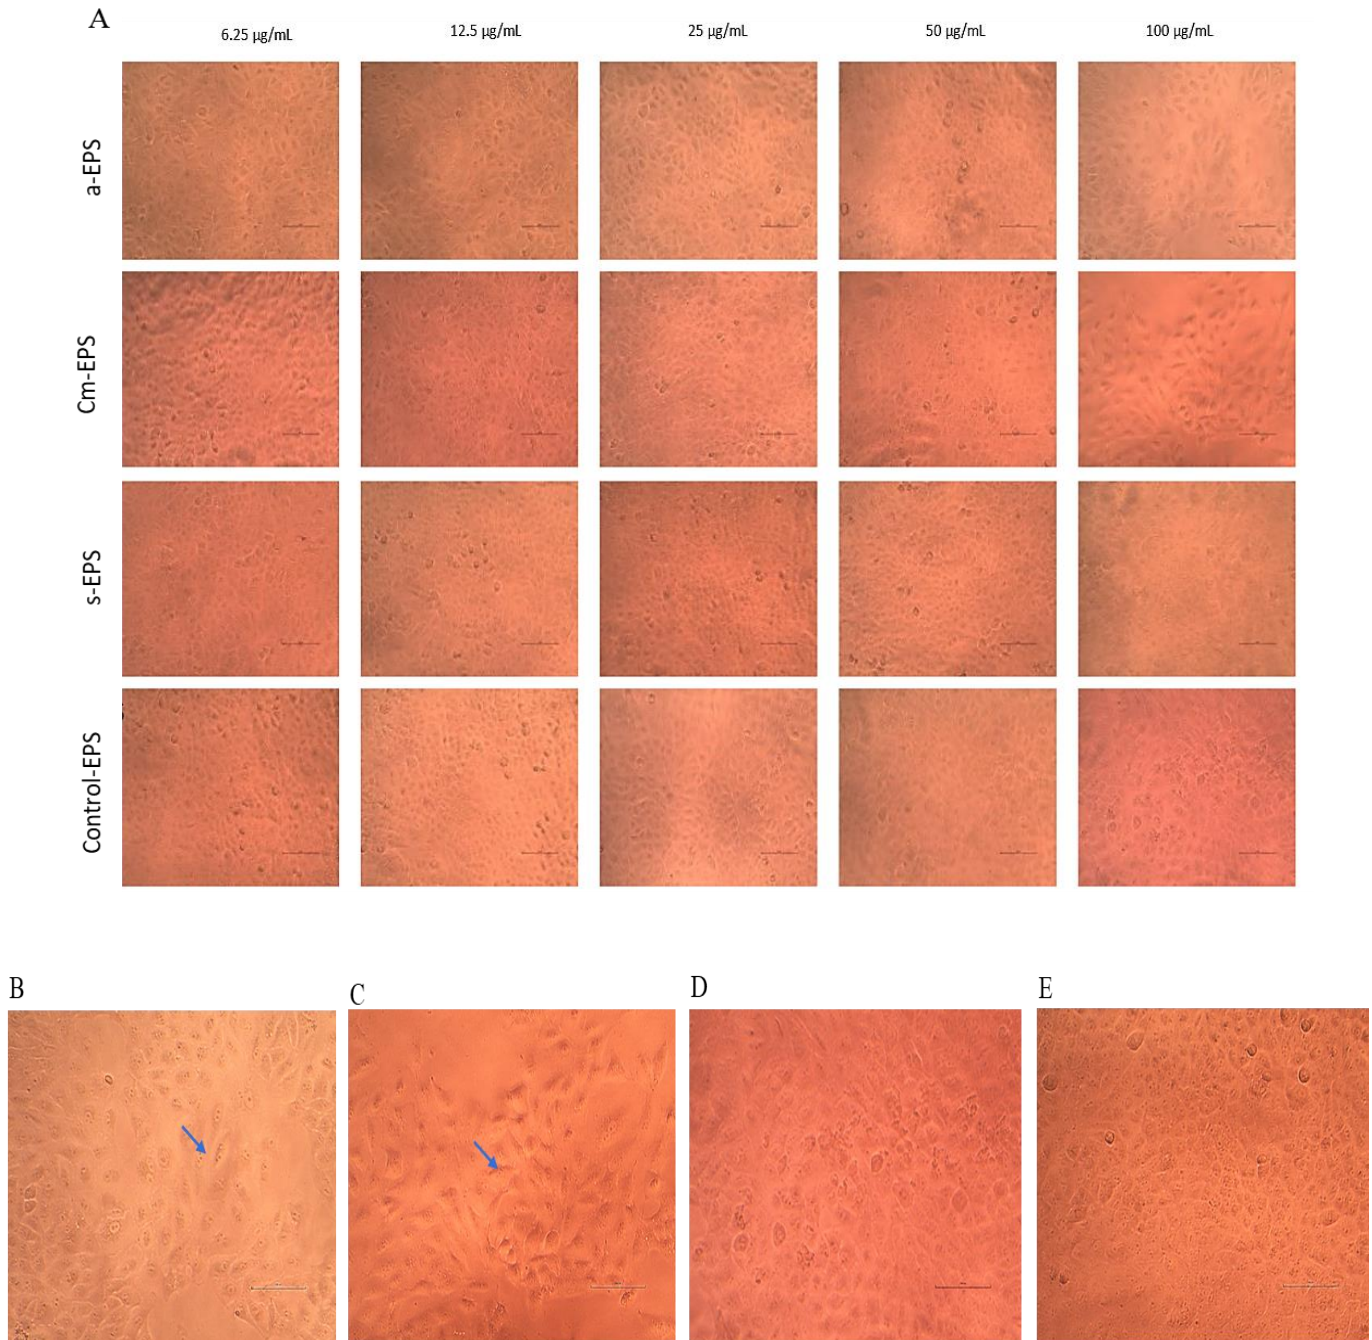 A
6.25 µg/mL 12.5 µg/mL 25 µg/mL 50 µg/mL 100 µg/mL
a-EPS
Cm-EPS
s-EPS
Control-EPS
B C D E